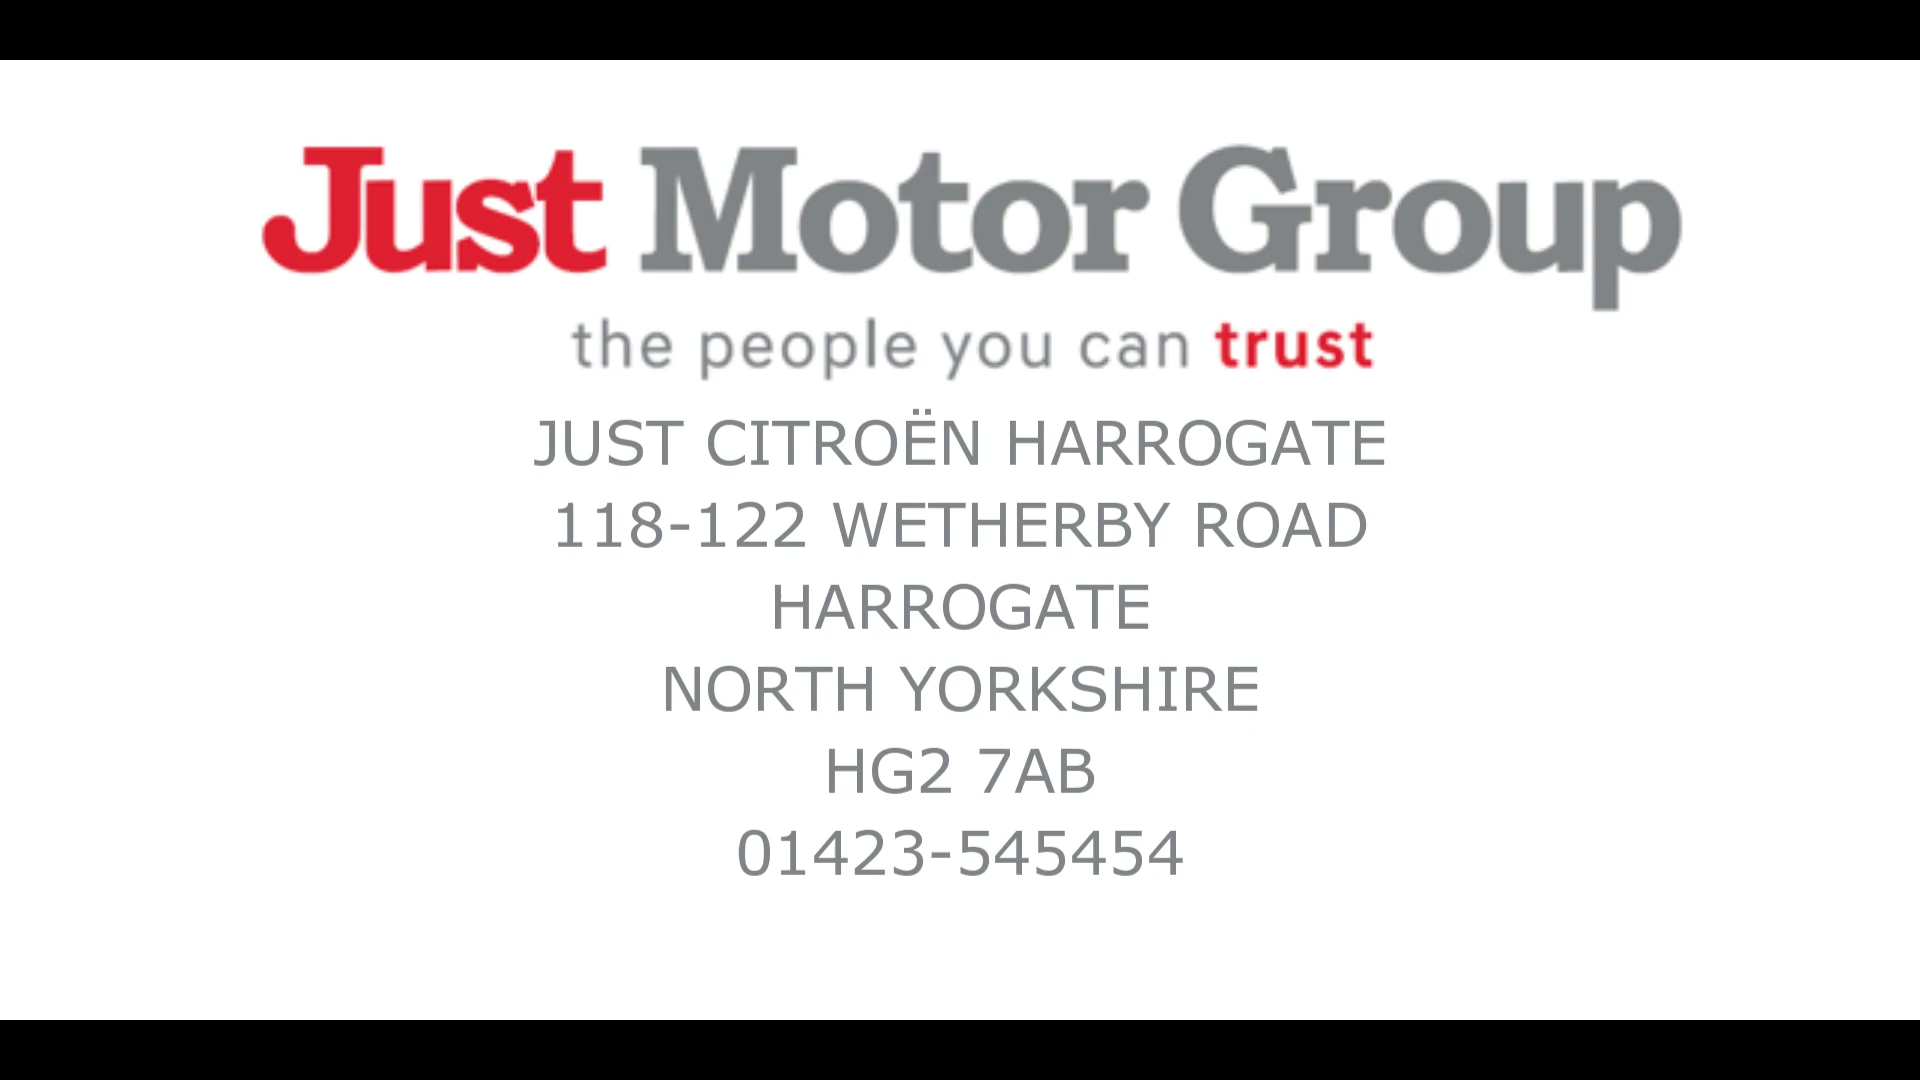 Just Motor Group
the people you can trust
JUST CITROËN HARROGATE
118-122 WETHERBY ROAD
HARROGATE
NORTH YORKSHIRE
HG2 7AB
01423-545454